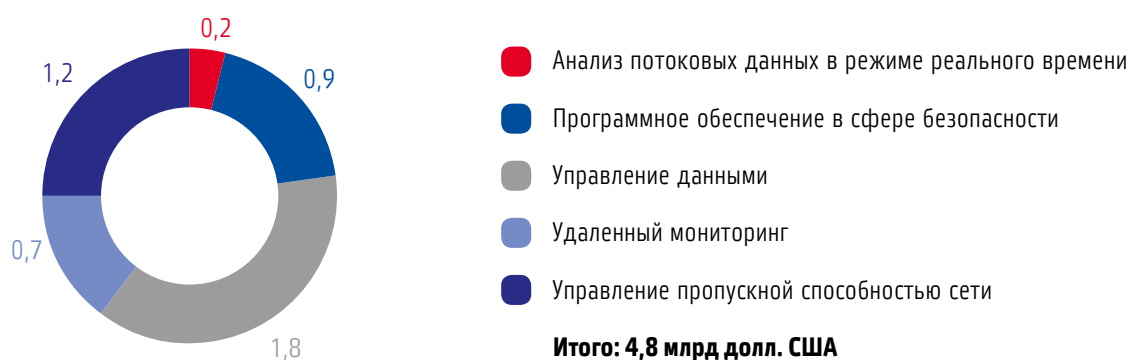 0,2
1,2
0,9
0,7
1,8
Анализ потоковых данных в режиме реального времени
Программное обеспечение в сфере безопасности
Управление данными
Удаленный мониторинг
Управление пропускной способностью сети
Итого: 4,8 млрд долл. США